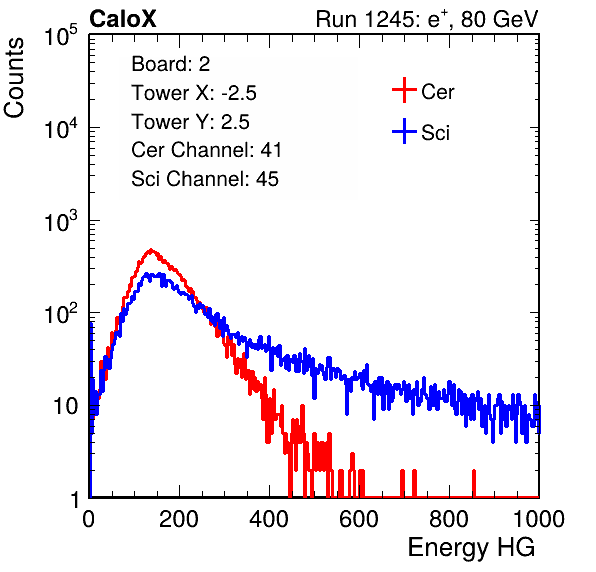 CaloX Run 1245: e⁺, 80 GeV
Counts
Board: 2
Tower X: -2.5
Tower Y: 2.5
Cer Channel: 41
Sci Channel: 45
Cer
Sci
10⁵
10⁴
10³
10²
10
1
0 200 400 600 800 1000
Energy HG